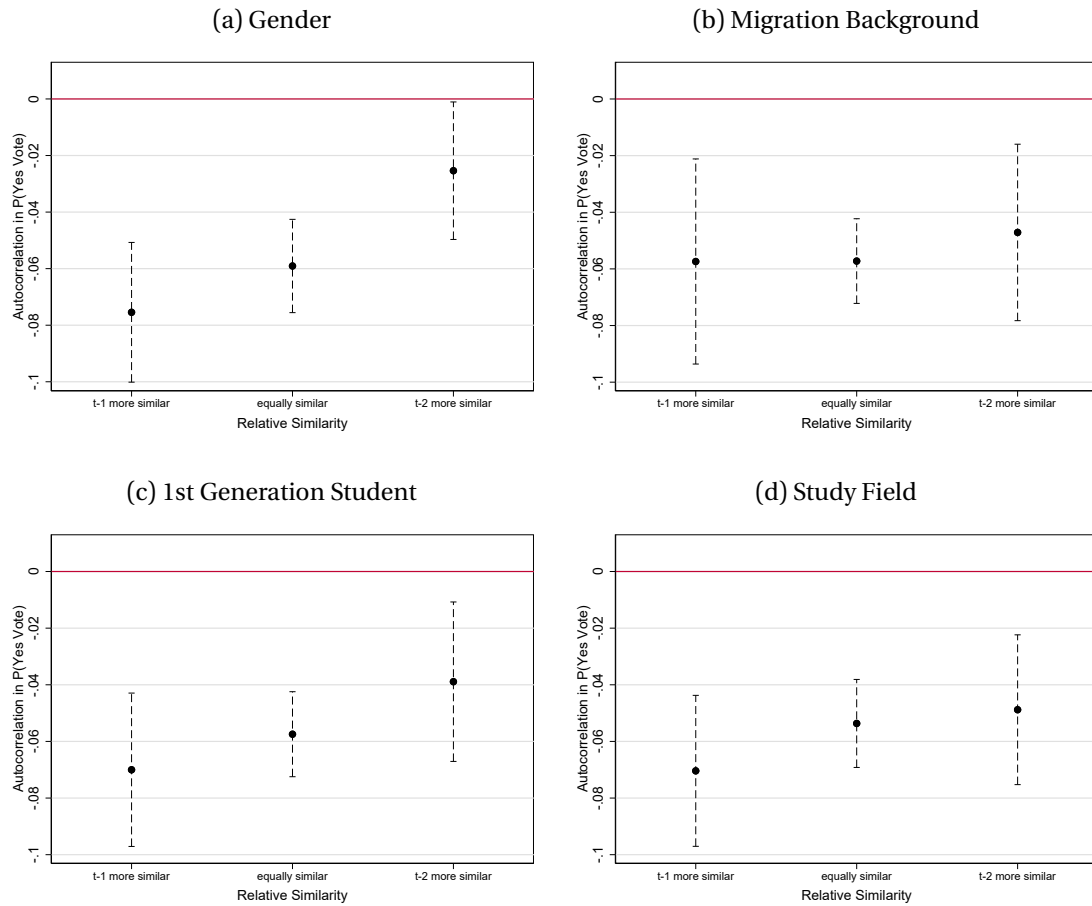 (a) Gender
Autocorrelation in P(Yes Vote)
0
-.02
-.04
-.06
-.08
-.1
t-1 more similar
equally similar
t-2 more similar
Relative Similarity
(b) Migration Background
Autocorrelation in P(Yes Vote)
0
-.02
-.04
-.06
-.08
-.1
t-1 more similar
equally similar
t-2 more similar
Relative Similarity
(c) 1st Generation Student
Autocorrelation in P(Yes Vote)
0
-.02
-.04
-.06
-.08
-.1
t-1 more similar
equally similar
t-2 more similar
Relative Similarity
(d) Study Field
Autocorrelation in P(Yes Vote)
0
-.02
-.04
-.06
-.08
-.1
t-1 more similar
equally similar
t-2 more similar
Relative Similarity